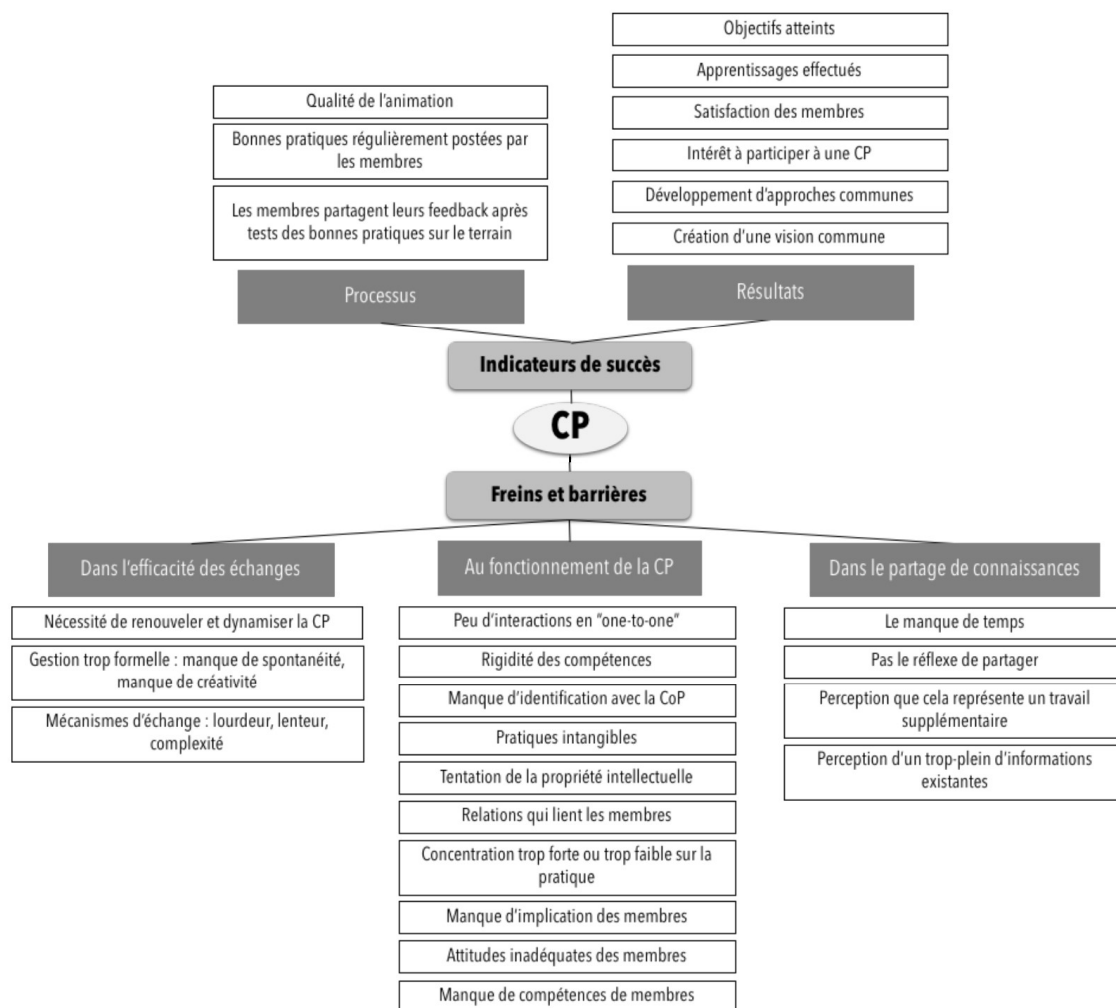 Objectifs atteints
Apprentissages effectués
Satisfaction des membres
Intérêt à participer à une CP
Développement d'approches communes
Création d'une vision commune
Résultats
Qualité de l'animation
Bonnes pratiques régulièrement postées par
les membres
Les membres partagent leurs feedback après
tests des bonnes pratiques sur le terrain
Processus
Indicateurs de succès
CP
Freins et barrières
Dans l'efficacité des échanges
Nécessité de renouveler et dynamiser la CP
Gestion trop formelle : manque de spontanéité,
manque de créativité
Mécanismes d'échange : lourdeur, lenteur,
complexité
Au fonctionnement de la CP
Peu d'interactions en "one-to-one"
Rigidité des compétences
Manque d'identification avec la CoP
Pratiques intangibles
Tentation de la propriété intellectuelle
Relations qui lient les membres
Concentration trop forte ou trop faible sur la
pratique
Manque d'implication des membres
Attitudes inadéquates des membres
Manque de compétences de membres
Dans le partage de connaissances
Le manque de temps
Pas le réflexe de partager
Perception que cela représente un travail
supplémentaire
Perception d'un trop-plein d'informations
existantes